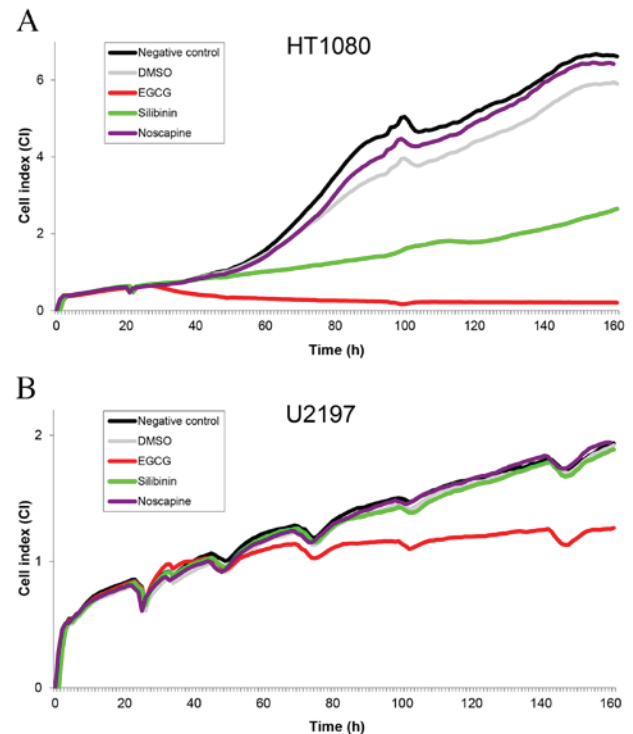 A
HT1080
Negative control
DMSO
EGCG
Silibinin
Noscapine
Cell index (CI)
6
4
2
0
0 20 40 60 80 100 120 140 160
Time (h)
B
U2197
Negative control
DMSO
EGCG
Silibinin
Noscapine
Cell index (CI)
2
1
0
0 20 40 60 80 100 120 140 160
Time (h)